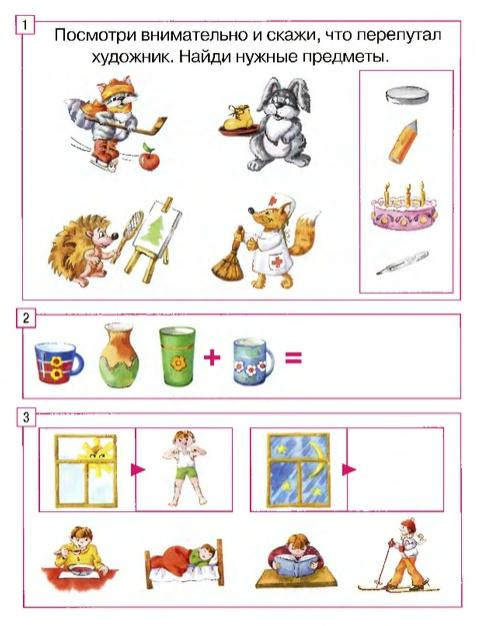 1
Посмотри внимательно и скажи, что перепутал
художник. Найди нужные предметы.
2
+
=
3